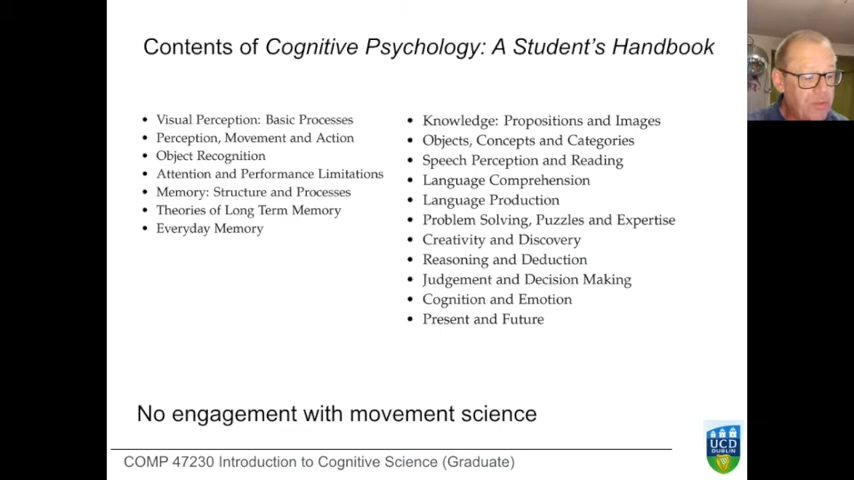 Contents of Cognitive Psychology: A Student's Handbook
• Visual Perception: Basic Processes
• Perception, Movement and Action
• Object Recognition
• Attention and Performance Limitations
• Memory: Structure and Processes
• Theories of Long Term Memory
• Everyday Memory
• Knowledge: Propositions and Images
• Objects, Concepts and Categories
• Speech Perception and Reading
• Language Comprehension
• Language Production
• Problem Solving, Puzzles and Expertise
• Creativity and Discovery
• Reasoning and Deduction
• Judgement and Decision Making
• Cognition and Emotion
• Present and Future
No engagement with movement science
COMP 47230 Introduction to Cognitive Science (Graduate)
UCD
DUBLIN